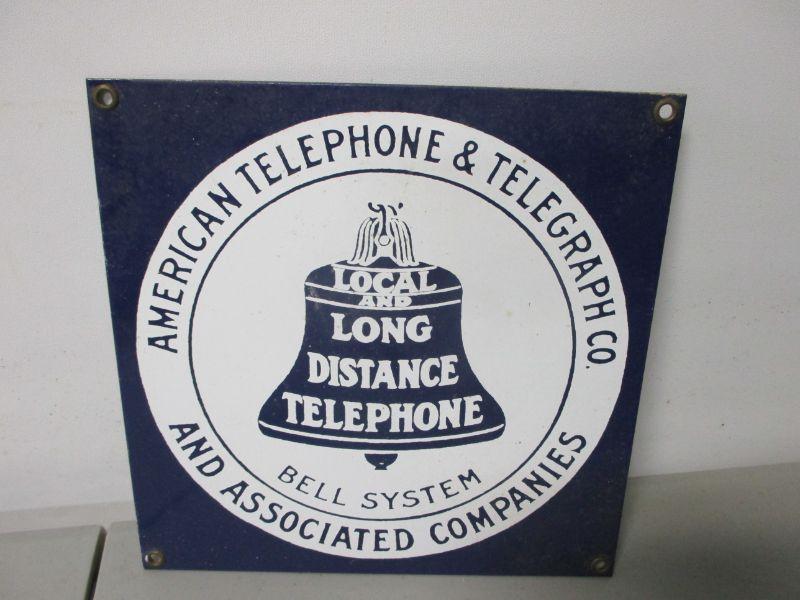 AMERICAN TELEPHONE & TELEGRAPH CO.
LOCAL
AND
LONG
DISTANCE
TELEPHONE
BELL SYSTEM
AND ASSOCIATED COMPANIES